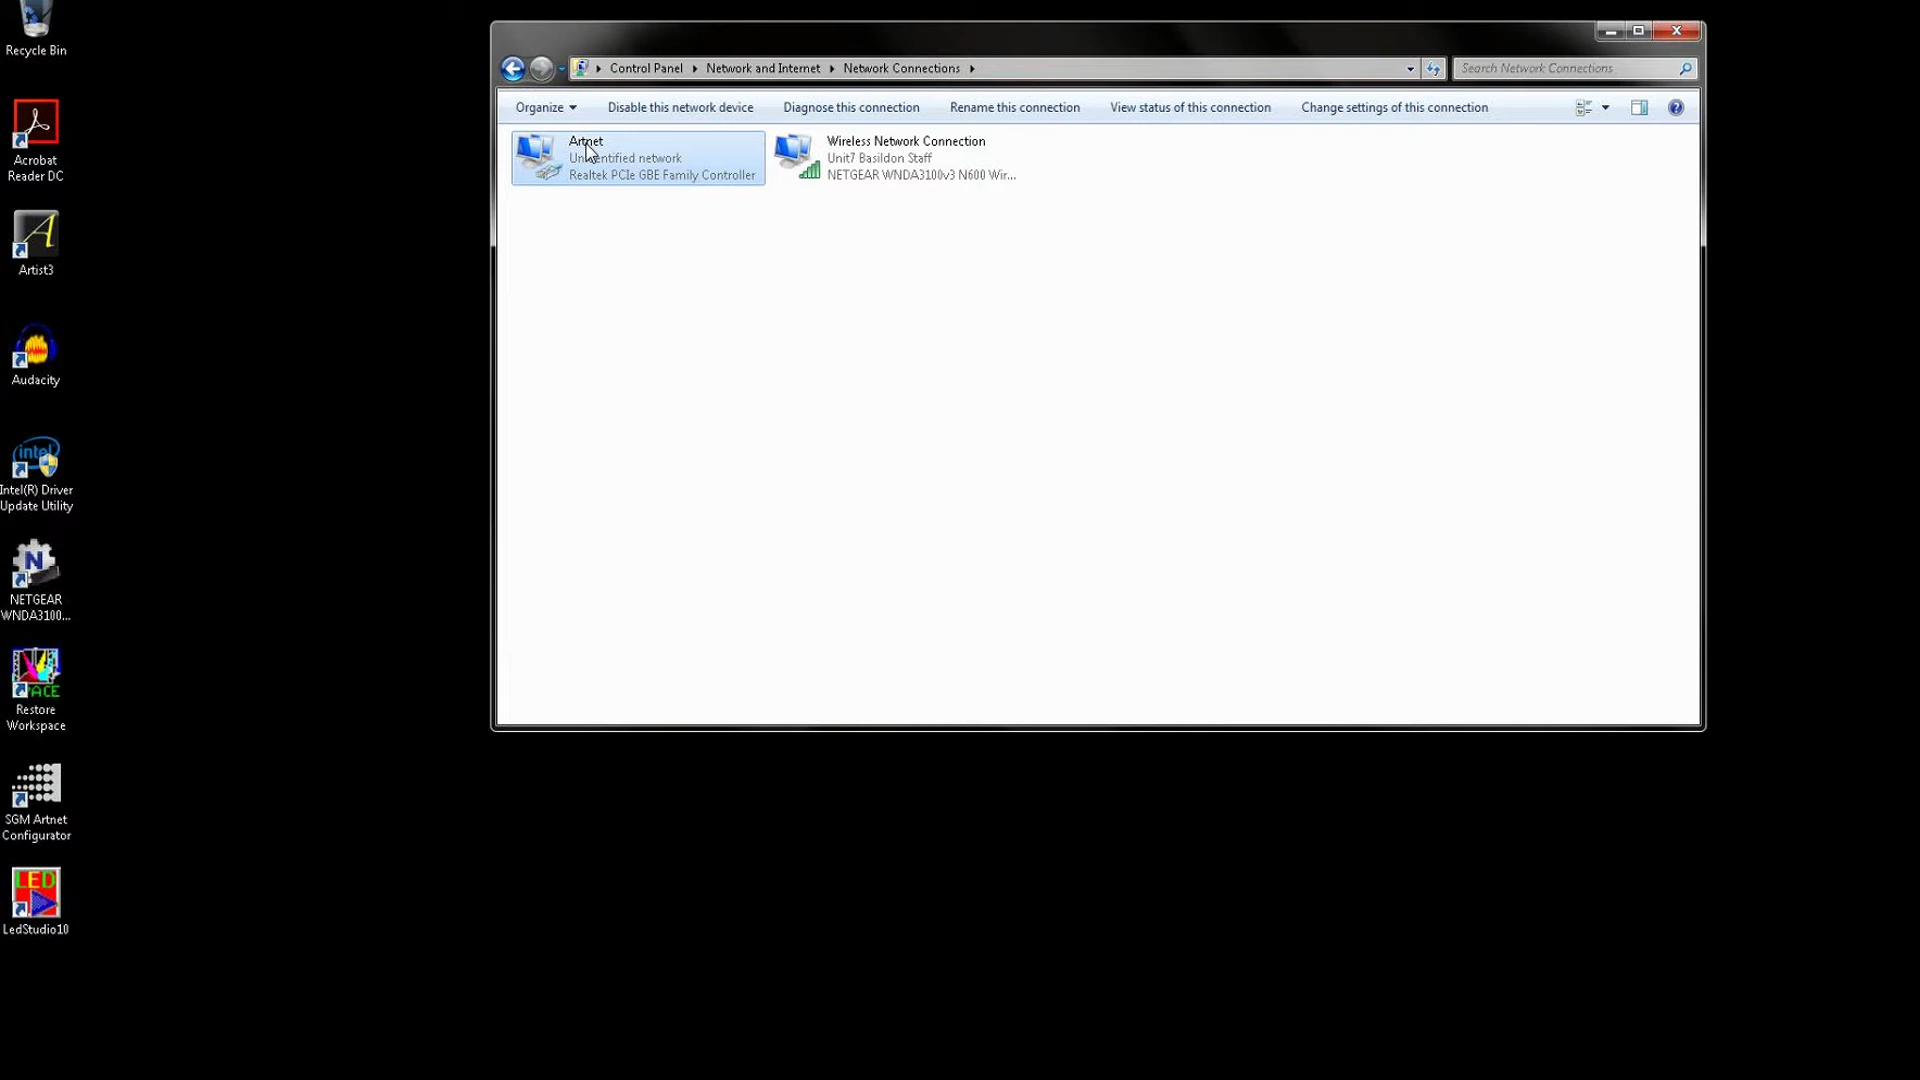 Recycle Bin
Acrobat
Reader DC
Artist3
Audacity
Intel(R) Driver
Update Utility
NETGEAR
WNDA3100...
Restore
Workspace
SGM Artnet
Configurator
LED
LedStudio10
Control Panel
Network and Internet
Network Connections
Search Network Connections
Organize
Disable this network device
Diagnose this connection
Rename this connection
View status of this connection
Change settings of this connection
Artnet
Unidentified network
Realtek PCIe GBE Family Controller
Wireless Network Connection
Unit7 Basildon Staff
NETGEAR WNDA3100v3 N600 Wir...